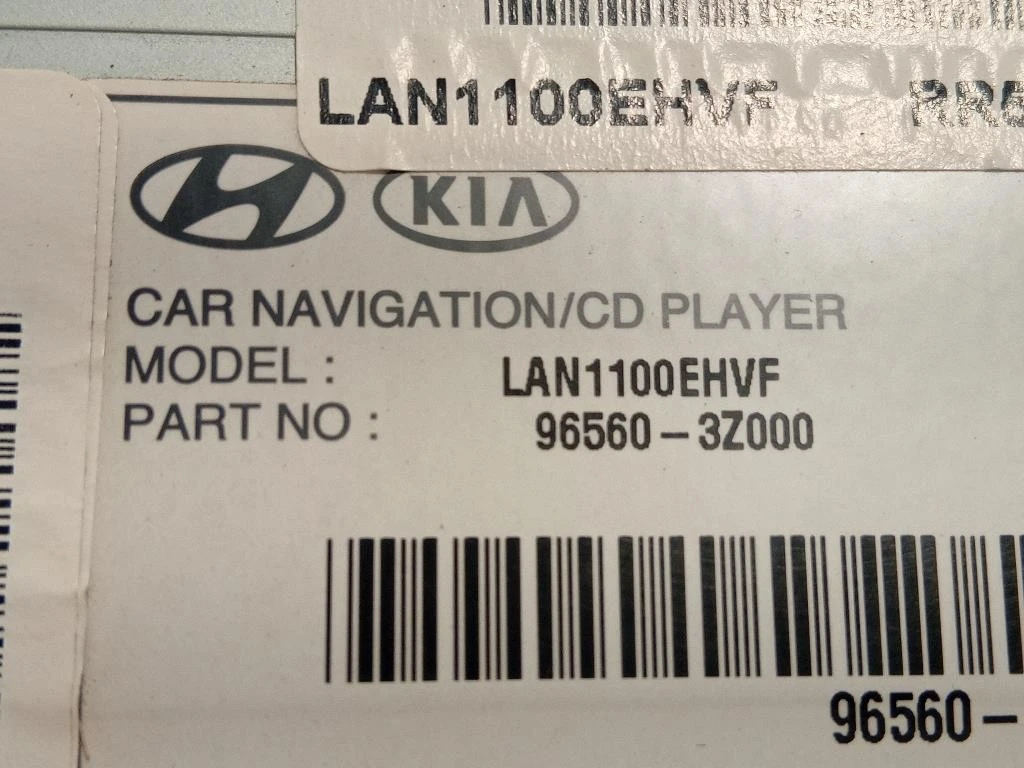 LAN1100EHVF
KIA
CAR NAVIGATION/CD PLAYER
MODEL : LAN1100EHVF
PART NO : 96560-3Z000
96560-